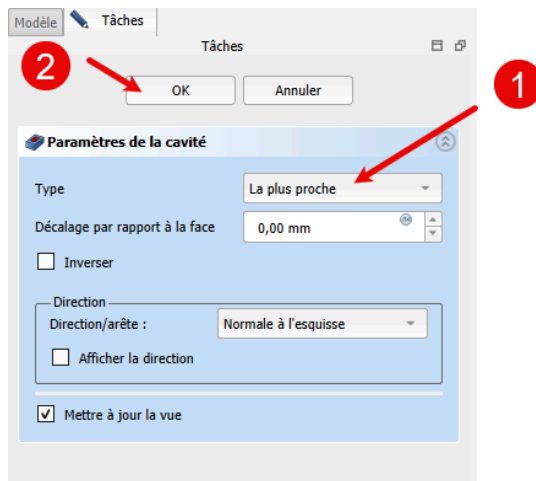 Modèle Tâches
Tâches
2
OK Annuler
1
Paramètres de la cavité
Type La plus proche
Décalage par rapport à la face 0,00 mm
Inverser
Direction
Direction/arête : Normale à l'esquisse
Afficher la direction
Mettre à jour la vue